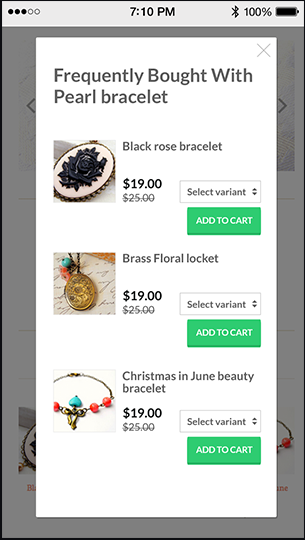 7:10 PM
100%
Frequently Bought With
Pearl bracelet
Black rose bracelet
$19.00
Select variant
$25.00
ADD TO CART
Brass Floral locket
$19.00
Select variant
$25.00
ADD TO CART
Christmas in June beauty
bracelet
$19.00
Select variant
$25.00
ADD TO CART
Bla
une